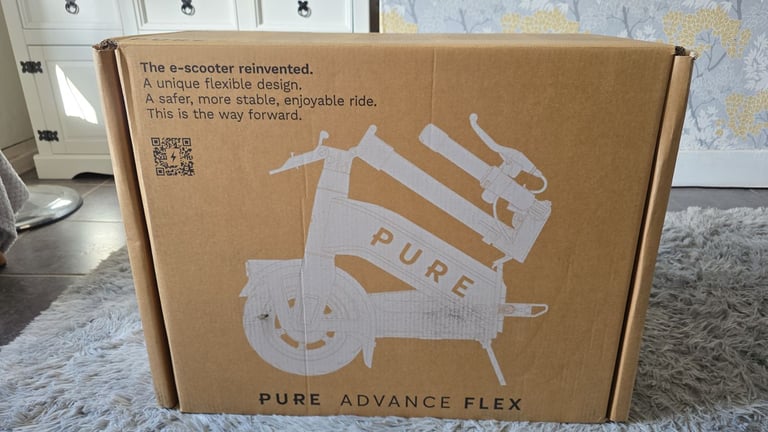 The e-scooter reinvented.
A unique flexible design.
A safer, more stable, enjoyable ride.
This is the way forward.
PURE
PURE ADVANCE FLEX